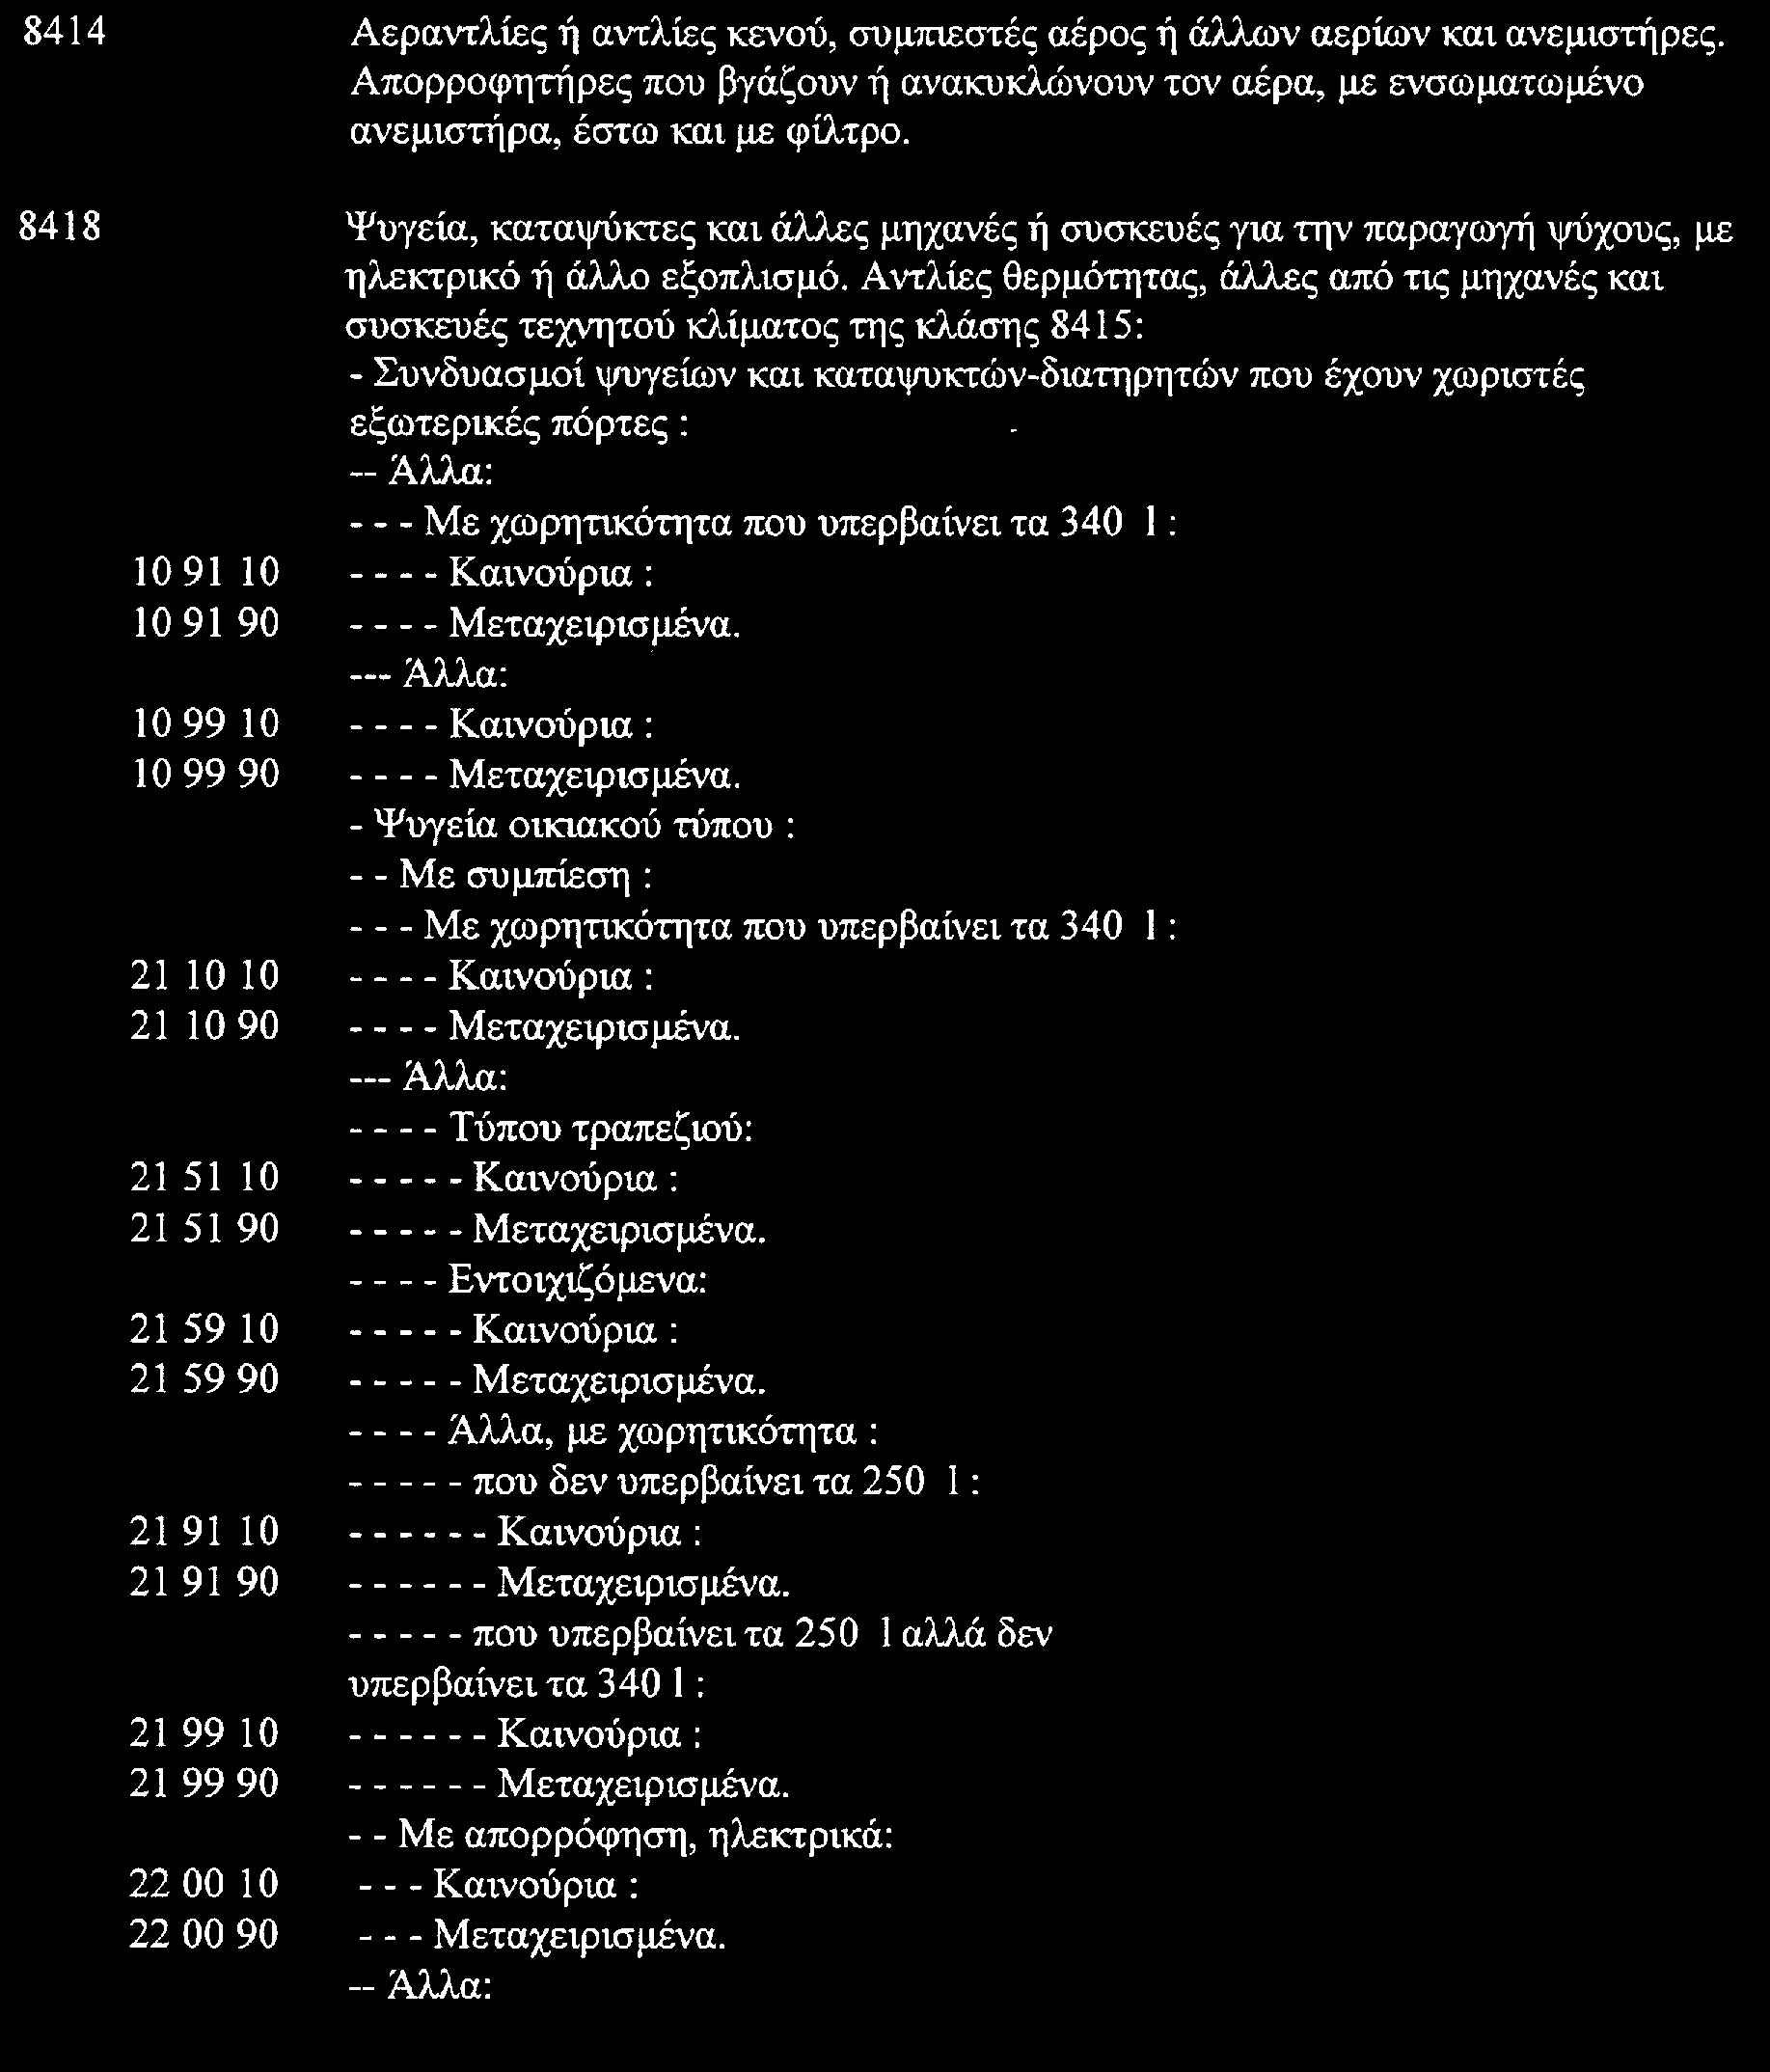 8414 Αεραντλίες ή αντλίες κενού, συμπιεστές αέρος ή άλλων αερίων και ανεμιστήρες.
Απορροφητήρες που βγάζουν ή ανακυκλώνουν τον αέρα, με ενσωματωμένο
ανεμιστήρα, έστω και με φίλτρο.
8418 Ψυγεία, καταψύκτες και άλλες μηχανές ή συσκευές για την παραγωγή ψύχους, με
ηλεκτρικό ή άλλο εξοπλισμό. Αντλίες θερμότητας, άλλες από τις μηχανές και
συσκευές τεχνητού κλίματος της κλάσης 8415:
- Συνδυασμοί ψυγείων και καταψυκτών-διατηρητών που έχουν χωριστές
εξωτερικές πόρτες :
-- Άλλα:
- - - Με χωρητικότητα που υπερβαίνει τα 340 l :
10 91 10 - - - - Καινούρια :
10 91 90 - - - - Μεταχειρισμένα.
--- Άλλα:
10 99 10 - - - - Καινούρια :
10 99 90 - - - - Μεταχειρισμένα.
- Ψυγεία οικιακού τύπου :
- - Με συμπίεση :
- - - Με χωρητικότητα που υπερβαίνει τα 340 l :
21 10 10 - - - - Καινούρια :
21 10 90 - - - - Μεταχειρισμένα.
--- Άλλα:
- - - - Τύπου τραπεζιού:
21 51 10 - - - - - Καινούρια :
21 51 90 - - - - - Μεταχειρισμένα.
- - - - Εντοιχιζόμενα:
21 59 10 - - - - - Καινούρια :
21 59 90 - - - - - Μεταχειρισμένα.
- - - - Άλλα, με χωρητικότητα :
- - - - - που δεν υπερβαίνει τα 250 l :
21 91 10 - - - - - - Καινούρια :
21 91 90 - - - - - - Μεταχειρισμένα.
- - - - - που υπερβαίνει τα 250 l αλλά δεν
υπερβαίνει τα 340 l :
21 99 10 - - - - - - Καινούρια :
21 99 90 - - - - - - Μεταχειρισμένα.
- - Με απορρόφηση, ηλεκτρικά:
22 00 10 - - - Καινούρια :
22 00 90 - - - Μεταχειρισμένα.
-- Άλλα: